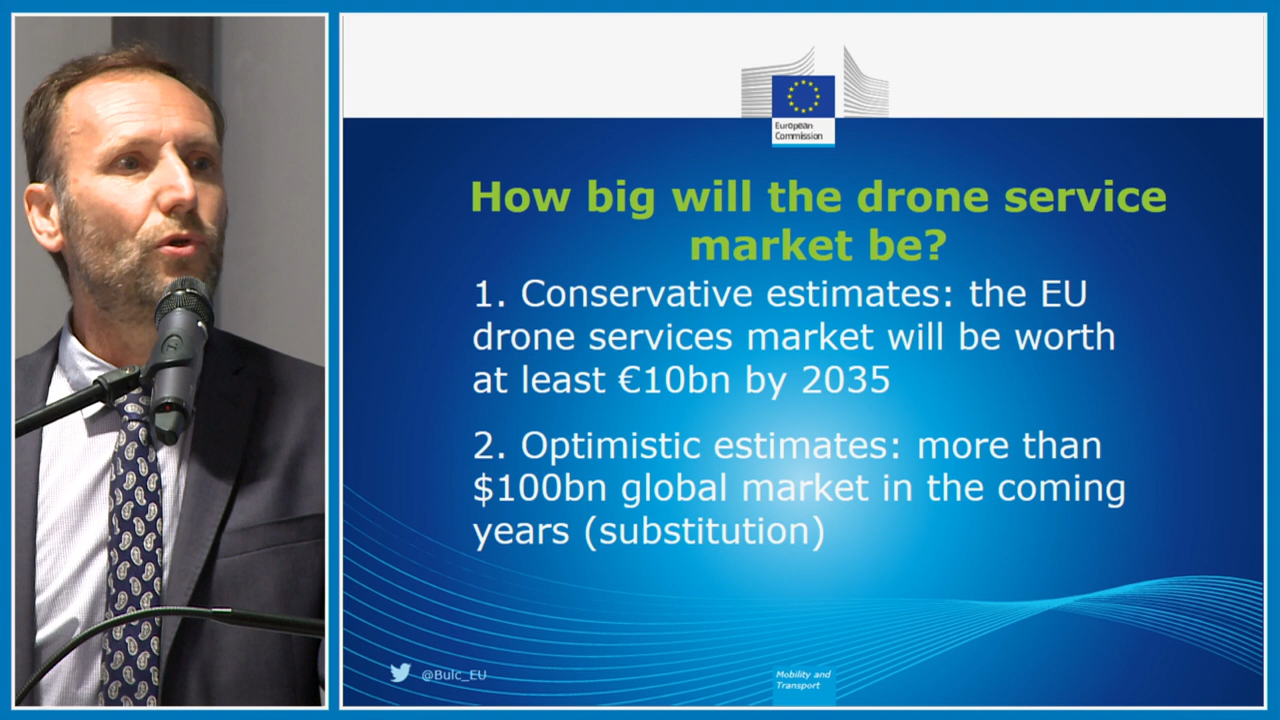 European
Commission
How big will the drone service
market be?
1. Conservative estimates: the EU
drone services market will be worth
at least €10bn by 2035
2. Optimistic estimates: more than
$100bn global market in the coming
years (substitution)
@Bulc_EU
Mobility and
Transport